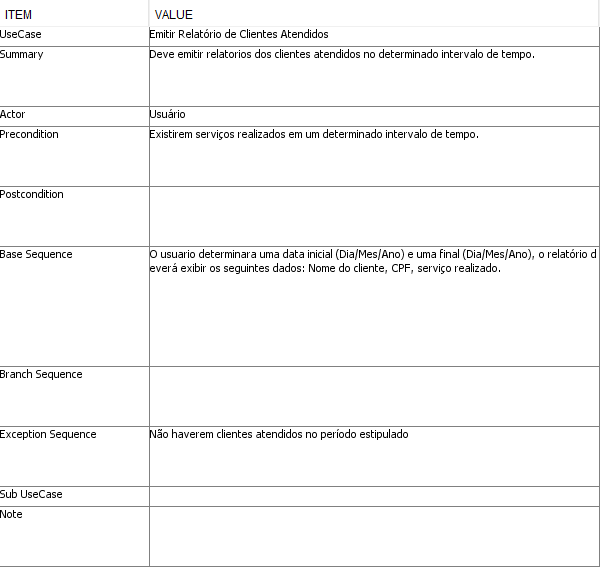 ITEM VALUE
UseCase Emitir Relatório de Clientes Atendidos
Summary Deve emitir relatorios dos clientes atendidos no determinado intervalo de tempo.
Actor Usuário
Precondition Existirem serviços realizados em um determinado intervalo de tempo.
Postcondition
Base Sequence O usuario determinara uma data inicial (Dia/Mes/Ano) e uma final (Dia/Mes/Ano), o relatório d
everá exibir os seguintes dados: Nome do cliente, CPF, serviço realizado.
Branch Sequence
Exception Sequence Não haverem clientes atendidos no período estipulado
Sub UseCase
Note